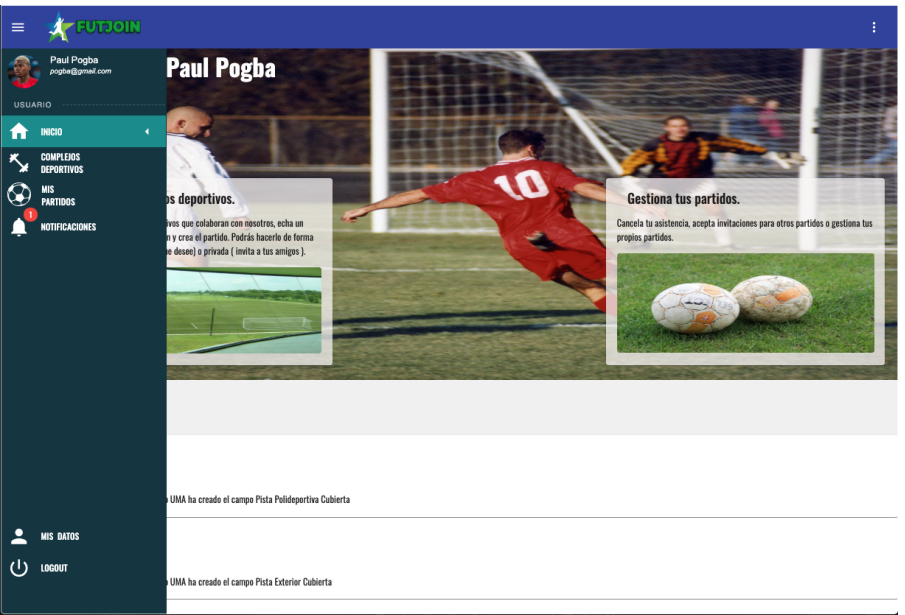 FUTJOIN
Paul Pogba
pogba@gmail.com
USUARIO
INICIO
COMPLEJOS
DEPORTIVOS
MIS
PARTIDOS
1
NOTIFICACIONES
MIS DATOS
LOGOUT
Paul Pogba
10
os deportivos.
ivos que colaboran con nosotros, echa un
n y crea el partido. Podrás hacerlo de forma
ue desee) o privada ( invita a tus amigos ).
Gestiona tus partidos.
Cancela tu asistencia, acepta invitaciones para otros partidos o gestiona tus
propios partidos.
UMA ha creado el campo Pista Polideportiva Cubierta
UMA ha creado el campo Pista Exterior Cubierta